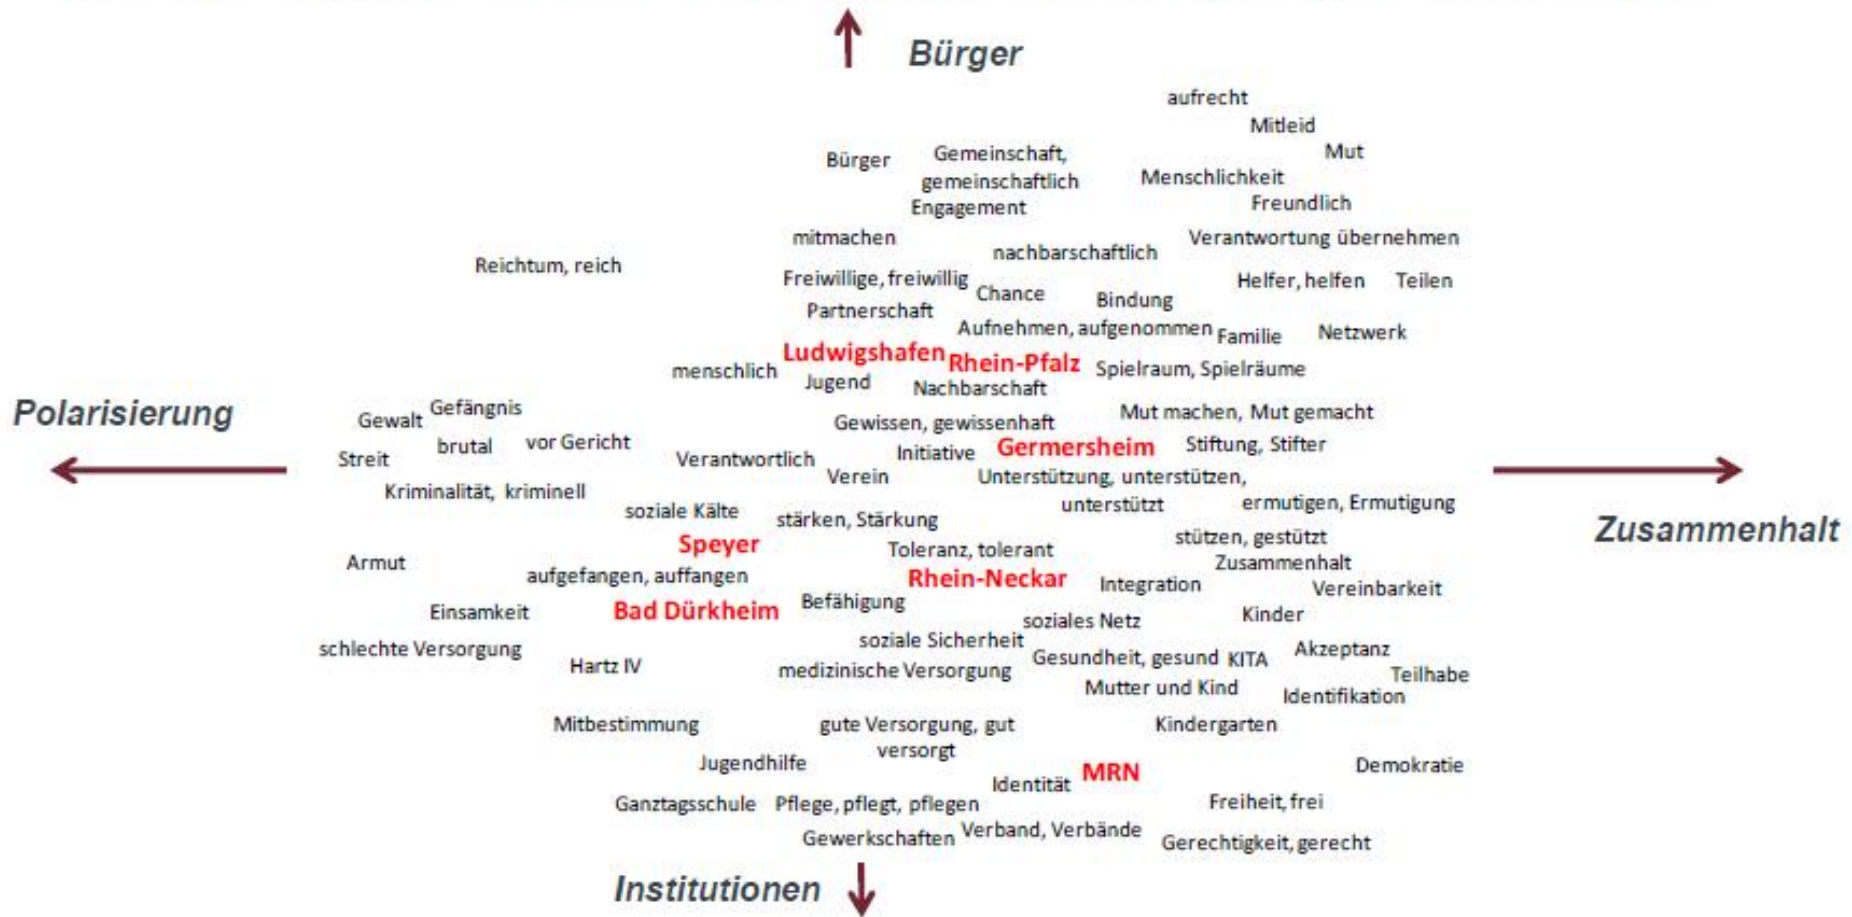 Bürger
aufrecht
Mitleid
Mut
Bürger
Gemeinschaft,
gemeinschaftlich
Menschlichkeit
Engagement
Freundlich
mitmachen
nachbarschaftlich
Verantwortung übernehmen
Reichtum, reich
Freiwillige, freiwillig
Chance
Bindung
Helfer, helfen
Teilen
Partnerschaft
Aufnehmen, aufgenommen
Familie
Netzwerk
Ludwigshafen
Rhein-Pfalz
Spielraum, Spielräume
menschlich
Jugend
Nachbarschaft
Polarisierung
Gewalt
Gefängnis
Gewissen, gewissenhaft
Mut machen, Mut gemacht
brutal
vor Gericht
Streit
Verantwortlich
Initiative
Germersheim
Stiftung, Stifter
Verein
Unterstützung, unterstützen,
unterstützt
Kriminalität, kriminell
ermutigen, Ermutigung
soziale Kälte
stärken, Stärkung
Zusammenhalt
Speyer
Toleranz, tolerant
stützen, gestützt
Armut
Zusammenhalt
aufgefangen, auffangen
Rhein-Neckar
Integration
Vereinbarkeit
Einsamkeit
Bad Dürkheim
Befähigung
soziales Netz
Kinder
schlechte Versorgung
soziale Sicherheit
Akzeptanz
Hartz IV
medizinische Versorgung
Gesundheit, gesund
KITA
Teilhabe
Mutter und Kind
Identifikation
Mitbestimmung
gute Versorgung, gut
versorgt
Kindergarten
Jugendhilfe
Identität
MRN
Demokratie
Ganztagsschule
Pflege, pflegt, pflegen
Freiheit, frei
Gewerkschaften
Verband, Verbände
Gerechtigkeit, gerecht
Institutionen